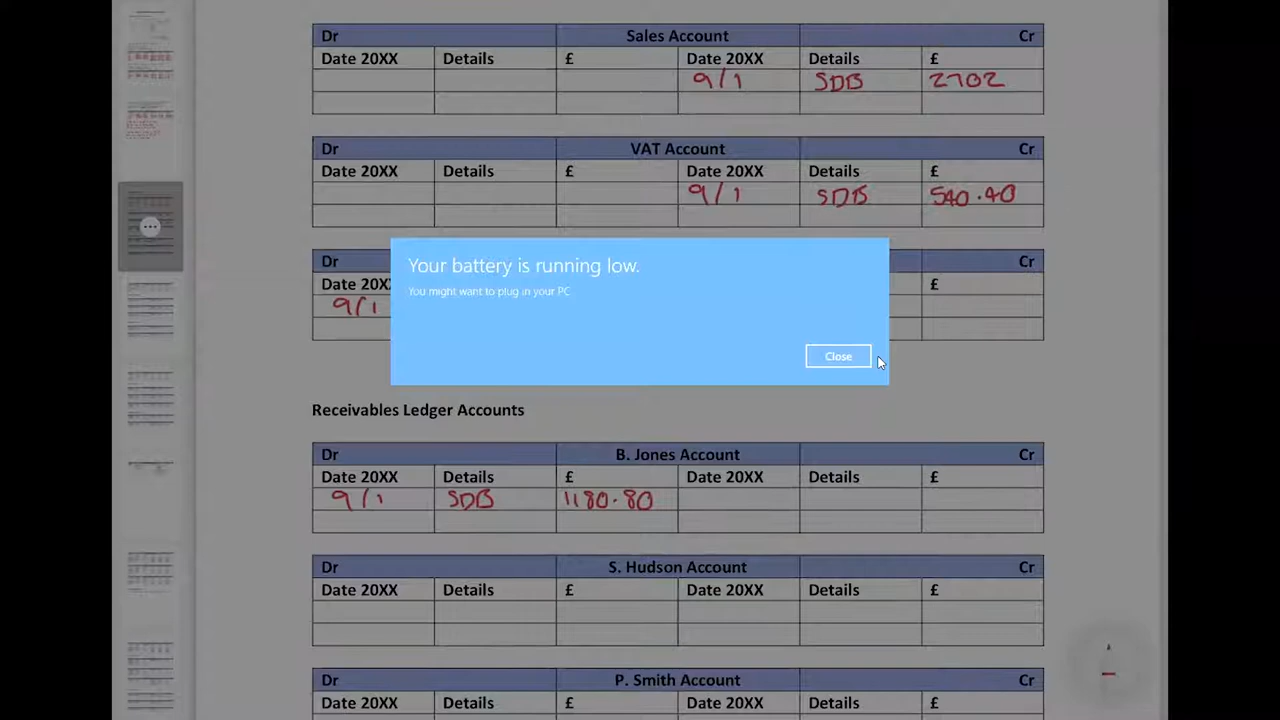 Dr Sales Account Cr
Date 20XX Details £ Date 20XX Details £
9/1 SDB 2702
Dr VAT Account Cr
Date 20XX Details £ Date 20XX Details £
9/1 SDB 540.40
Dr Cr
Date £
9/1
Your battery is running low.
You might want to plug in your PC
Close
Receivables Ledger Accounts
Dr B. Jones Account Cr
Date 20XX Details £ Date 20XX Details £
9/1 SDB 1180.80
Dr S. Hudson Account Cr
Date 20XX Details £ Date 20XX Details £
Dr P. Smith Account Cr
Date 20XX Details £ Date 20XX Details £